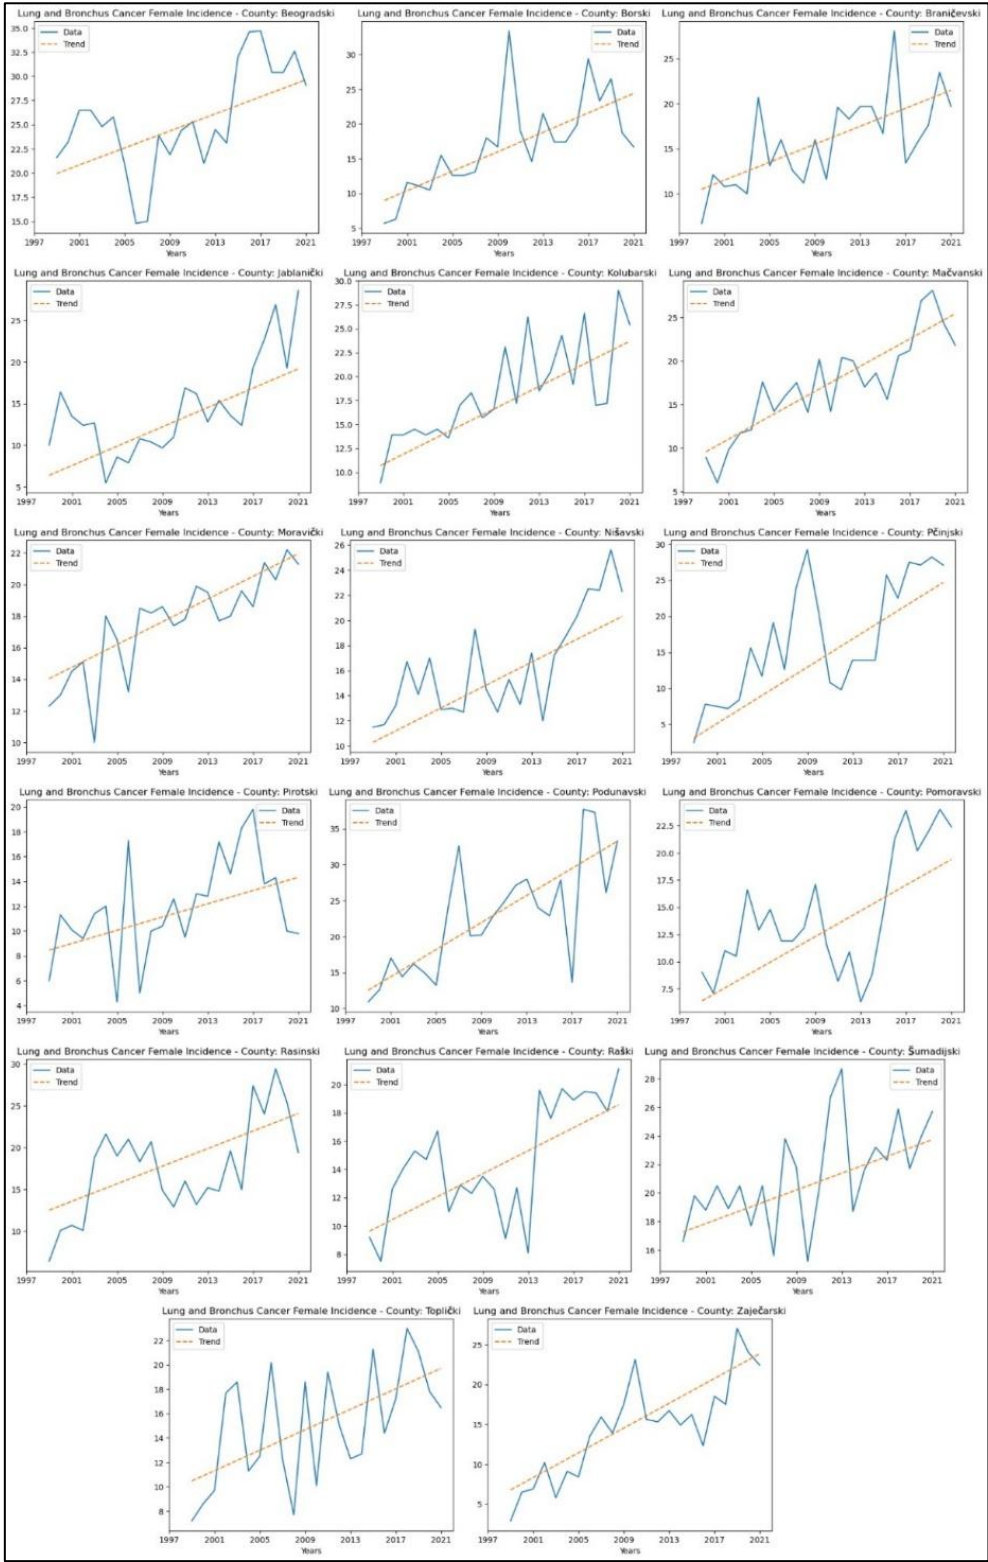 Lung and Bronchus Cancer Female Incidence - County: Beogradski
Data
Trend
35.0
32.5
30.0
27.5
25.0
22.5
20.0
17.5
15.0
1997 2001 2005 2009 2013 2017 2021
Years
Lung and Bronchus Cancer Female Incidence - County: Borski
Data
Trend
30
25
20
15
10
5
1997 2001 2005 2009 2013 2017 2021
Years
Lung and Bronchus Cancer Female Incidence - County: Braničevski
Data
Trend
25
20
15
10
1997 2001 2005 2009 2013 2017 2021
Years
Lung and Bronchus Cancer Female Incidence - County: Jablanički
Data
Trend
25
20
15
10
5
1997 2001 2005 2009 2013 2017 2021
Years
Lung and Bronchus Cancer Female Incidence - County: Kolubarski
Data
Trend
30.0
27.5
25.0
22.5
20.0
17.5
15.0
12.5
10.0
1997 2001 2005 2009 2013 2017 2021
Years
Lung and Bronchus Cancer Female Incidence - County: Mačvanski
Data
Trend
25
20
15
10
5
1997 2001 2005 2009 2013 2017 2021
Years
Lung and Bronchus Cancer Female Incidence - County: Moravički
Data
Trend
22
20
18
16
14
12
10
1997 2001 2005 2009 2013 2017 2021
Years
Lung and Bronchus Cancer Female Incidence - County: Nišavski
Data
Trend
26
24
22
20
18
16
14
12
10
1997 2001 2005 2009 2013 2017 2021
Years
Lung and Bronchus Cancer Female Incidence - County: Pčinjski
Data
Trend
30
25
20
15
10
5
1997 2001 2005 2009 2013 2017 2021
Years
Lung and Bronchus Cancer Female Incidence - County: Pirotski
Data
Trend
20
18
16
14
12
10
8
6
4
1997 2001 2005 2009 2013 2017 2021
Years
Lung and Bronchus Cancer Female Incidence - County: Podunavski
Data
Trend
35
30
25
20
15
10
1997 2001 2005 2009 2013 2017 2021
Years
Lung and Bronchus Cancer Female Incidence - County: Pomoravski
Data
Trend
22.5
20.0
17.5
15.0
12.5
10.0
7.5
1997 2001 2005 2009 2013 2017 2021
Years
Lung and Bronchus Cancer Female Incidence - County: Rasinski
Data
Trend
30
25
20
15
10
1997 2001 2005 2009 2013 2017 2021
Years
Lung and Bronchus Cancer Female Incidence - County: Raški
Data
Trend
20
18
16
14
12
10
8
1997 2001 2005 2009 2013 2017 2021
Years
Lung and Bronchus Cancer Female Incidence - County: Šumadijski
Data
Trend
28
26
24
22
20
18
16
1997 2001 2005 2009 2013 2017 2021
Years
Lung and Bronchus Cancer Female Incidence - County: Toplički
Data
Trend
22
20
18
16
14
12
10
8
1997 2001 2005 2009 2013 2017 2021
Years
Lung and Bronchus Cancer Female Incidence - County: Zaječarski
Data
Trend
25
20
15
10
5
1997 2001 2005 2009 2013 2017 2021
Years